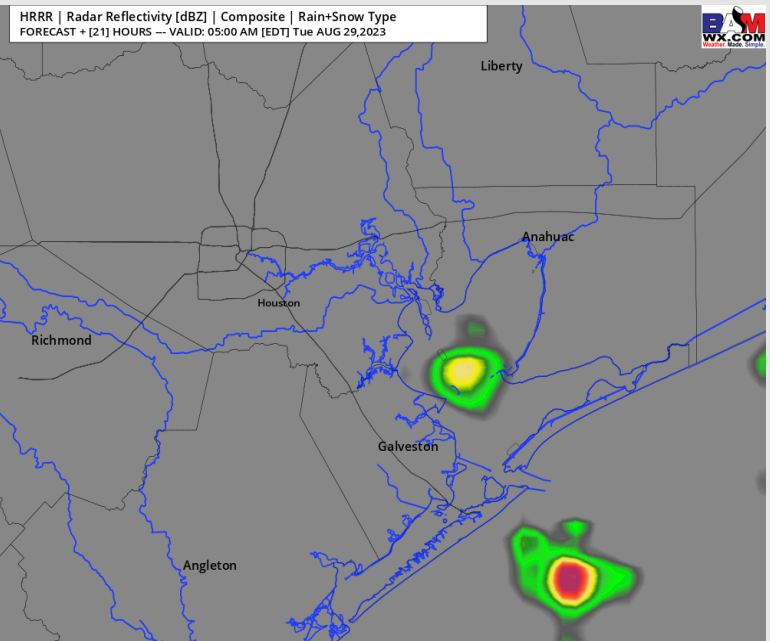 HRRR | Radar Reflectivity [dBZ] | Composite | Rain+Snow Type
FORECAST + [21] HOURS --- VALID: 05:00 AM [EDT] Tue AUG 29,2023
BAM
WX.COM
Weather. Made. Simple.
Liberty
Anahuac
Houston
Richmond
Galveston
Angleton